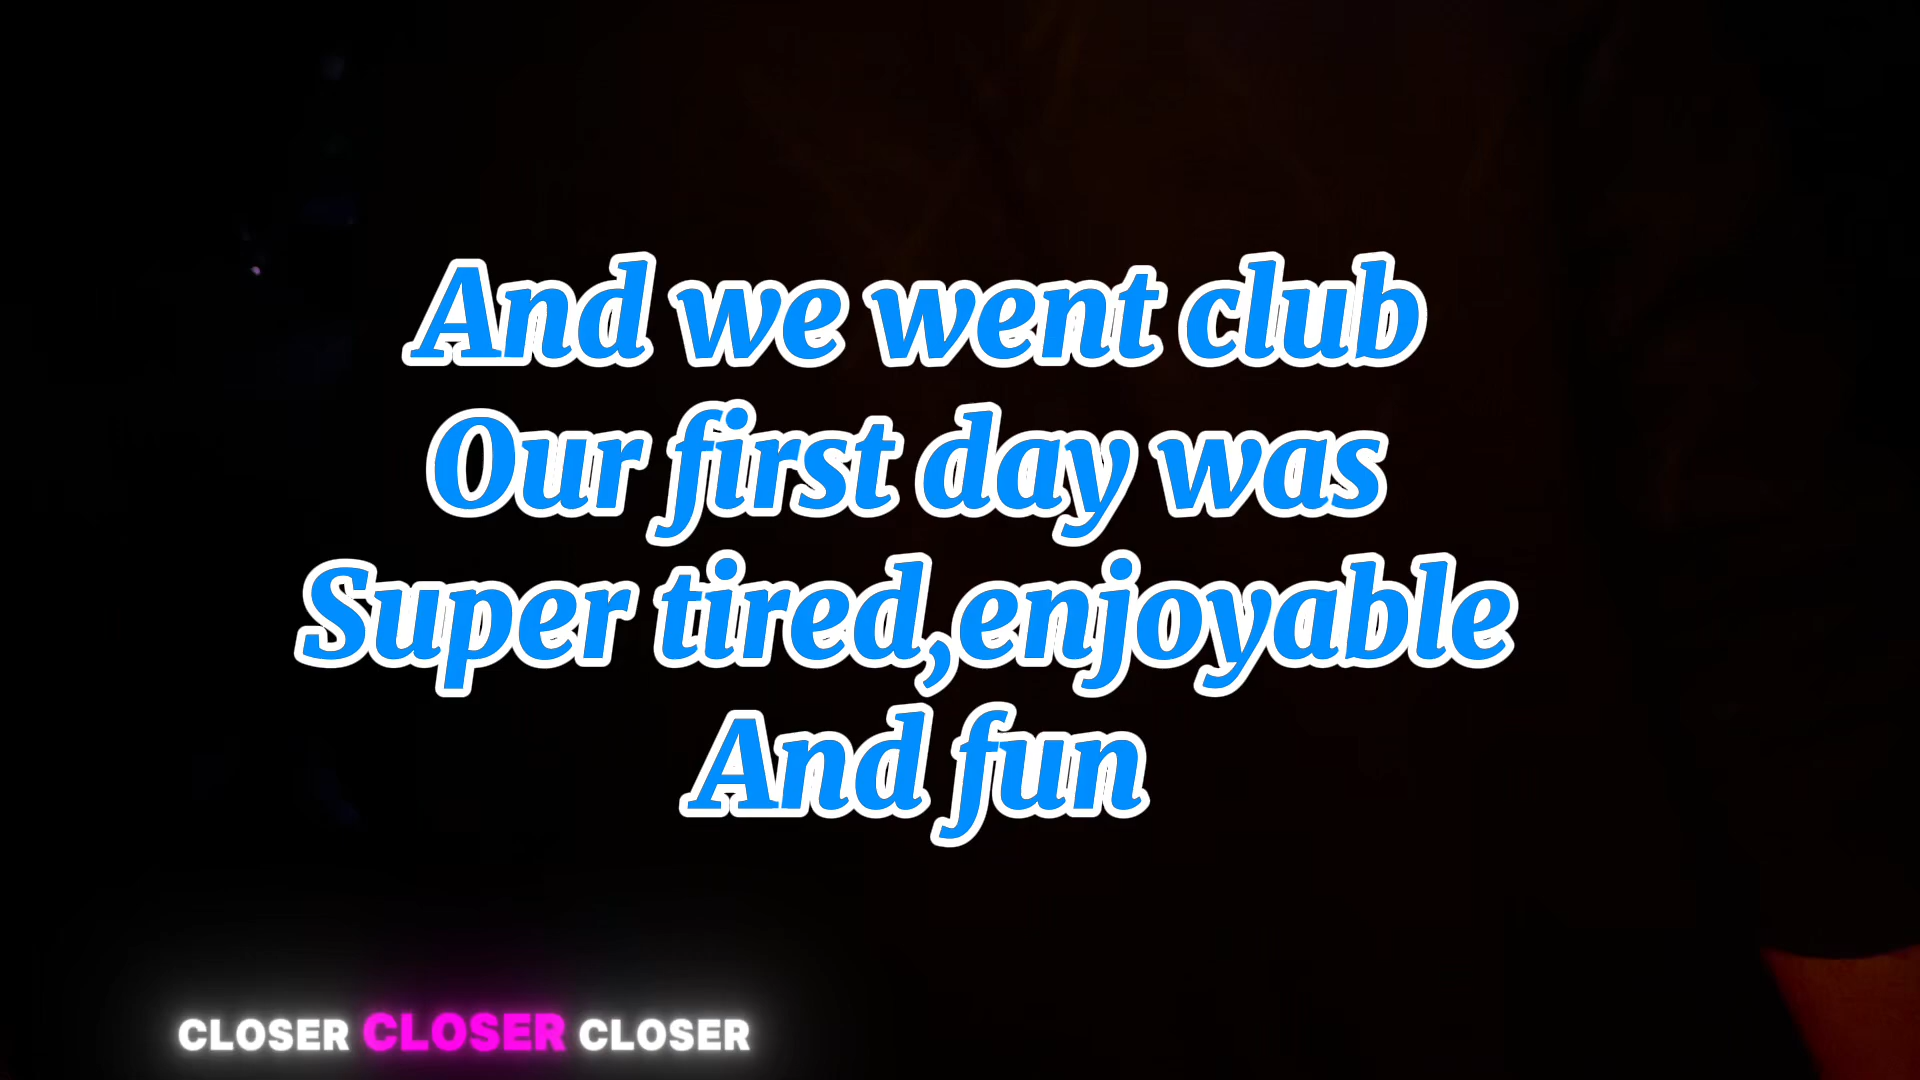 And we went club
Our first day was
Super tired,enjoyable
And fun
CLOSER CLOSER CLOSER